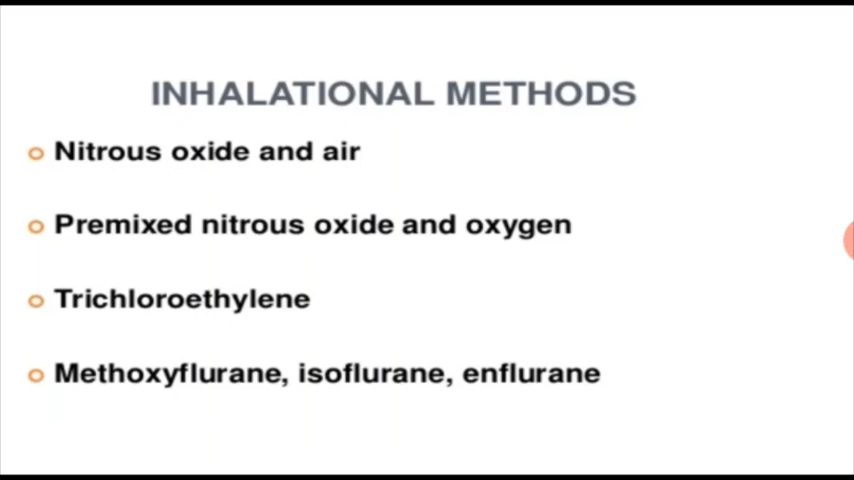 INHALATIONAL METHODS
Nitrous oxide and air
Premixed nitrous oxide and oxygen
Trichloroethylene
Methoxyflurane, isoflurane, enflurane